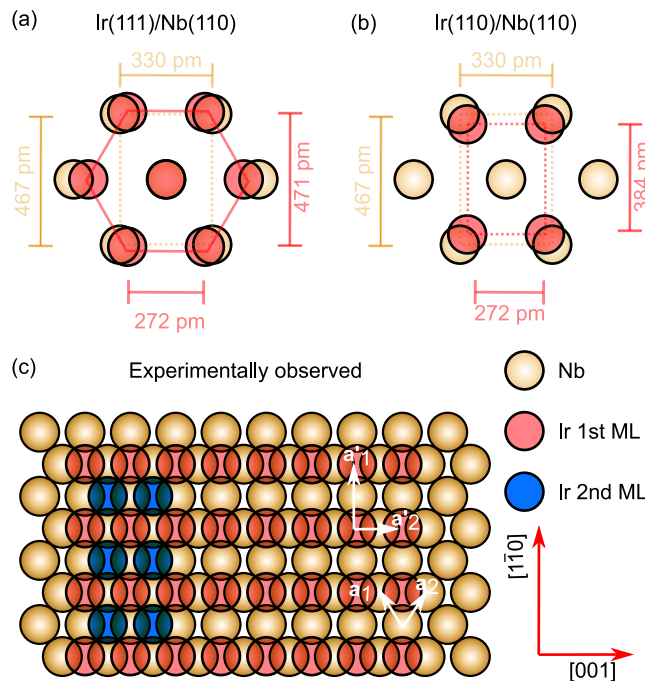 (a)
Ir(111)/Nb(110)
330 pm
467 pm
471 pm
272 pm
(b)
Ir(110)/Nb(110)
330 pm
467 pm
384 pm
272 pm
(c)
Experimentally observed
Nb
Ir 1st ML
Ir 2nd ML
a'1
a'2
a1
a2
[11̄0]
[001]